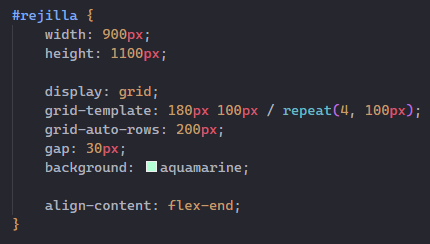 #rejilla {
width: 900px;
height: 1100px;
display: grid;
grid-template: 180px 100px / repeat(4, 100px);
grid-auto-rows: 200px;
gap: 30px;
background: aquamarine;
align-content: flex-end;
}